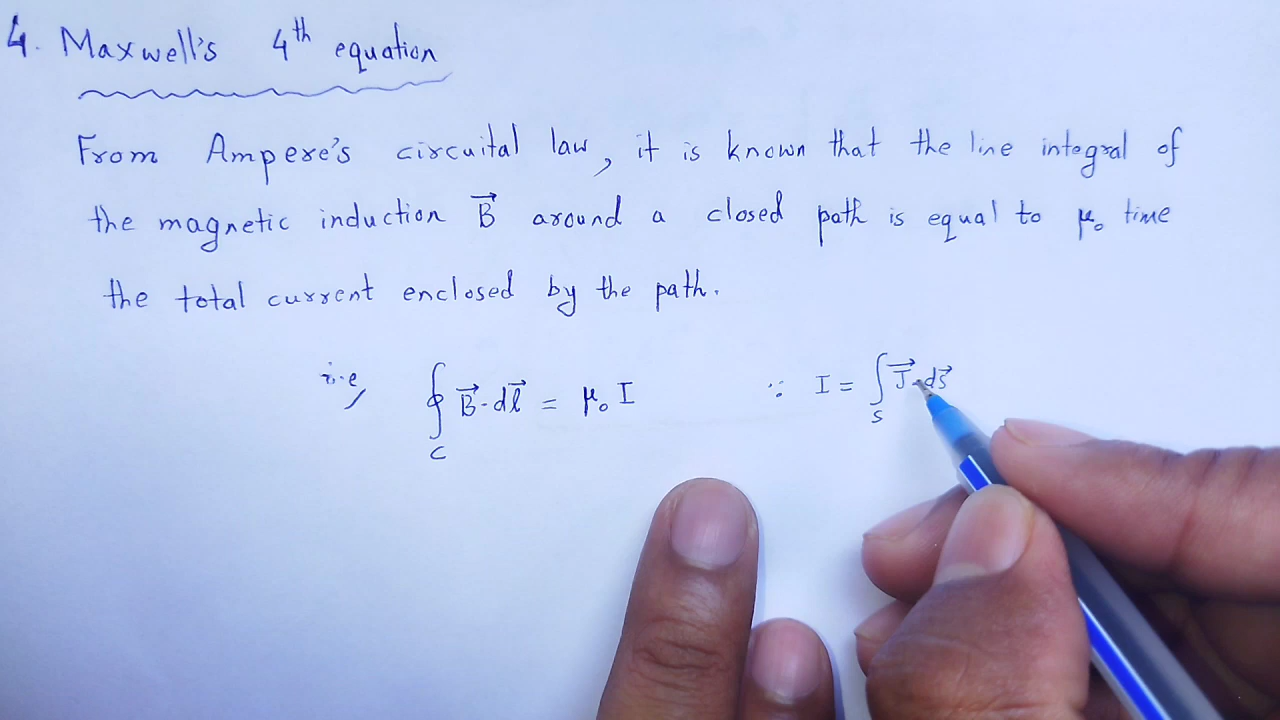 4. Maxwell's 4th equation
From Ampere's circuital law, it is known that the line integral of
the magnetic induction B⃗ around a closed path is equal to μ₀ time
the total current enclosed by the path.
i.e, ∮_C B⃗·dl⃗ = μ₀ I ∵ I = ∫_S J⃗·ds⃗